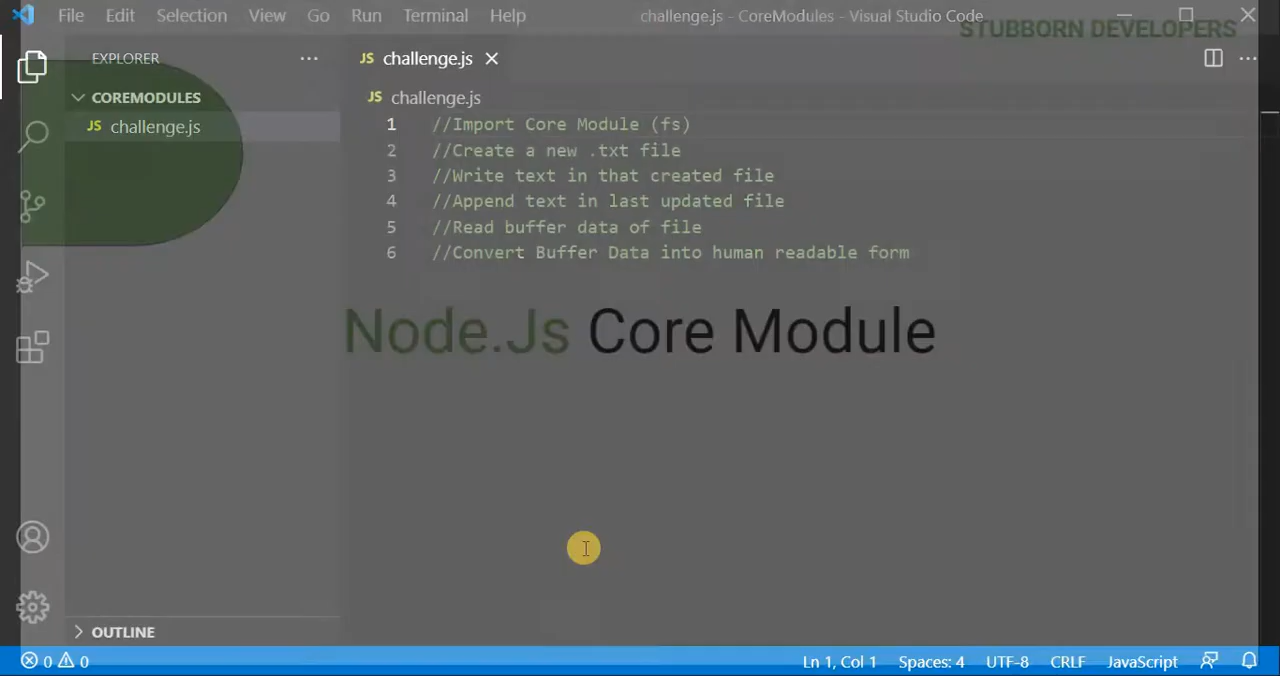 File Edit Selection View Go Run Terminal Help challenge.js - CoreModules - Visual Studio Code
STUBBORN DEVELOPERS
EXPLORER
JS challenge.js
COREMODULES
JS challenge.js
JS challenge.js
1 //Import Core Module (fs)
2 //Create a new .txt file
3 //Write text in that created file
4 //Append text in last updated file
5 //Read buffer data of file
6 //Convert Buffer Data into human readable form
Node.Js Core Module
OUTLINE
0 0 Ln 1, Col 1 Spaces: 4 UTF-8 CRLF JavaScript